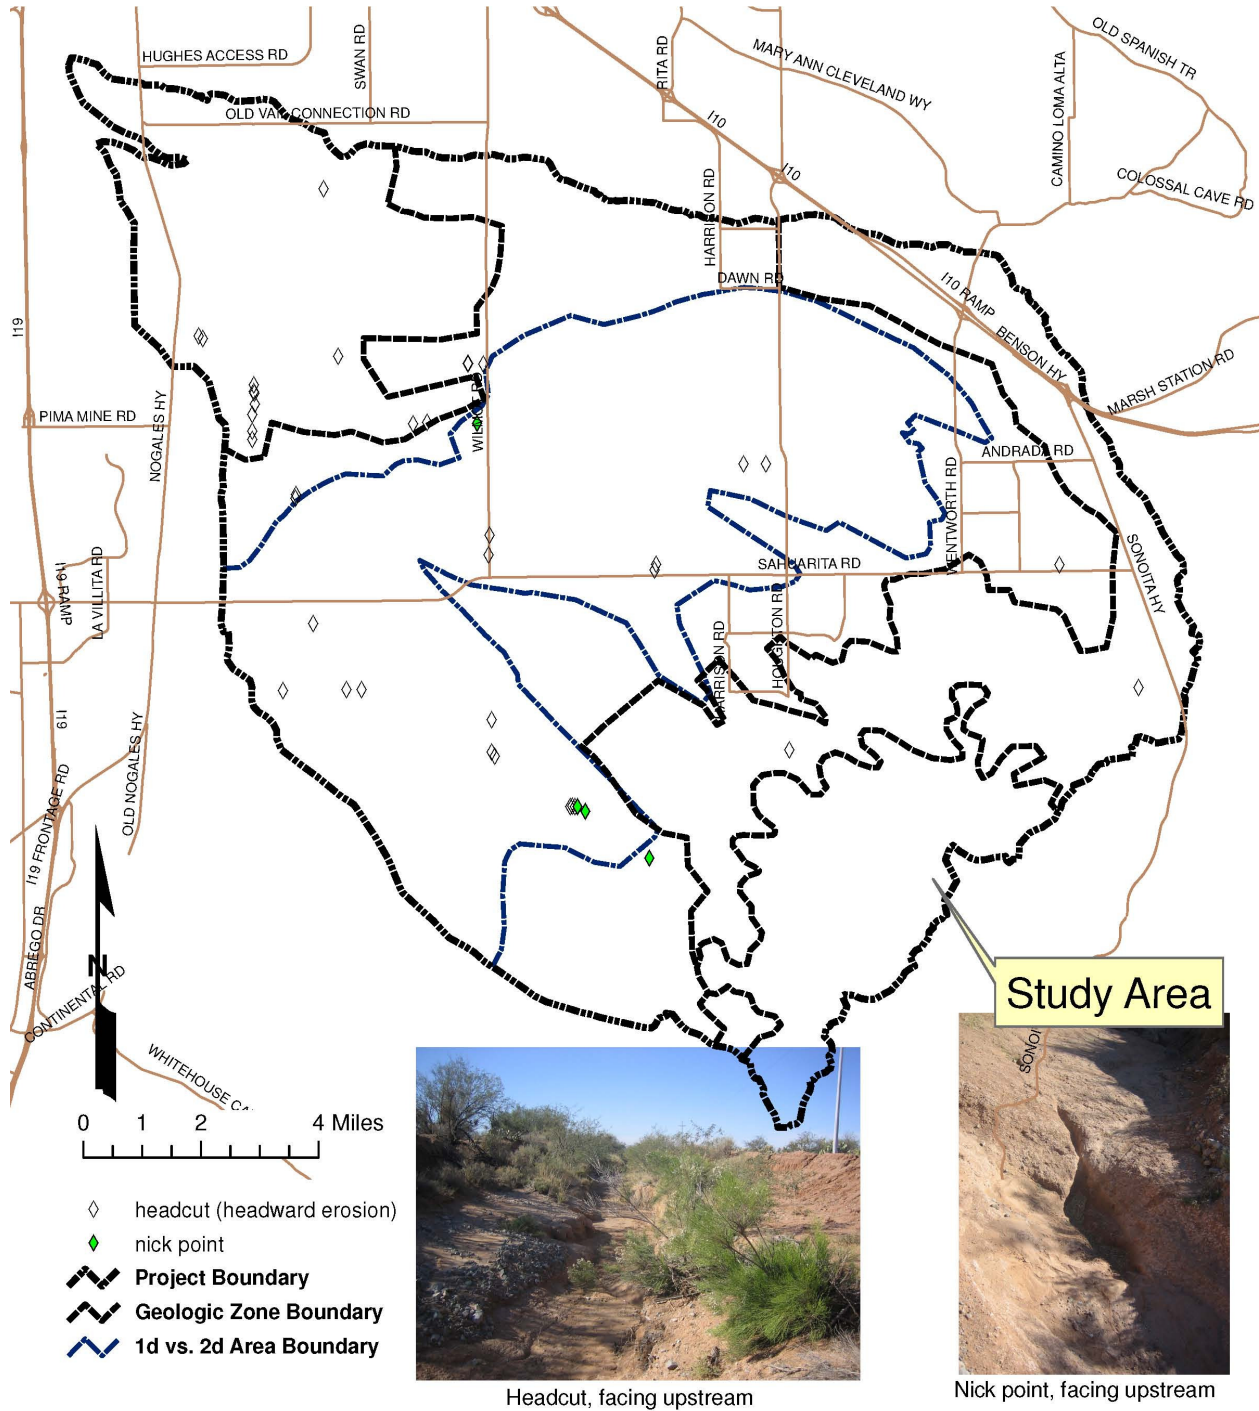 OLD SPANISH TR
HUGHES ACCESS RD
SWAN RD
RITA RD
MARY ANN CLEVELAND WY
CAMINO LOMA ALTA
OLD VAIL CONNECTION RD
I10
I10
COLOSSAL CAVE RD
HARRISON RD
DAWN RD
I10 RAMP
I19
BENSON HY
MARSH STATION RD
PIMA MINE RD
NOGALES HY
ANDRADA RD
WENTWORTH RD
SONOITA HY
I19 RAMP
LA VILLITA RD
SAHUARITA RD
HARRISON RD
HOUGHTON RD
I19
OLD NOGALES HY
I19 FRONTAGE RD
ABREGO DR
N
CONTINENTAL RD
Study Area
WHITEHOUSE CA
SONOI
0 1 2 4 Miles
headcut (headward erosion)
nick point
Project Boundary
Geologic Zone Boundary
1d vs. 2d Area Boundary
Headcut, facing upstream
Nick point, facing upstream